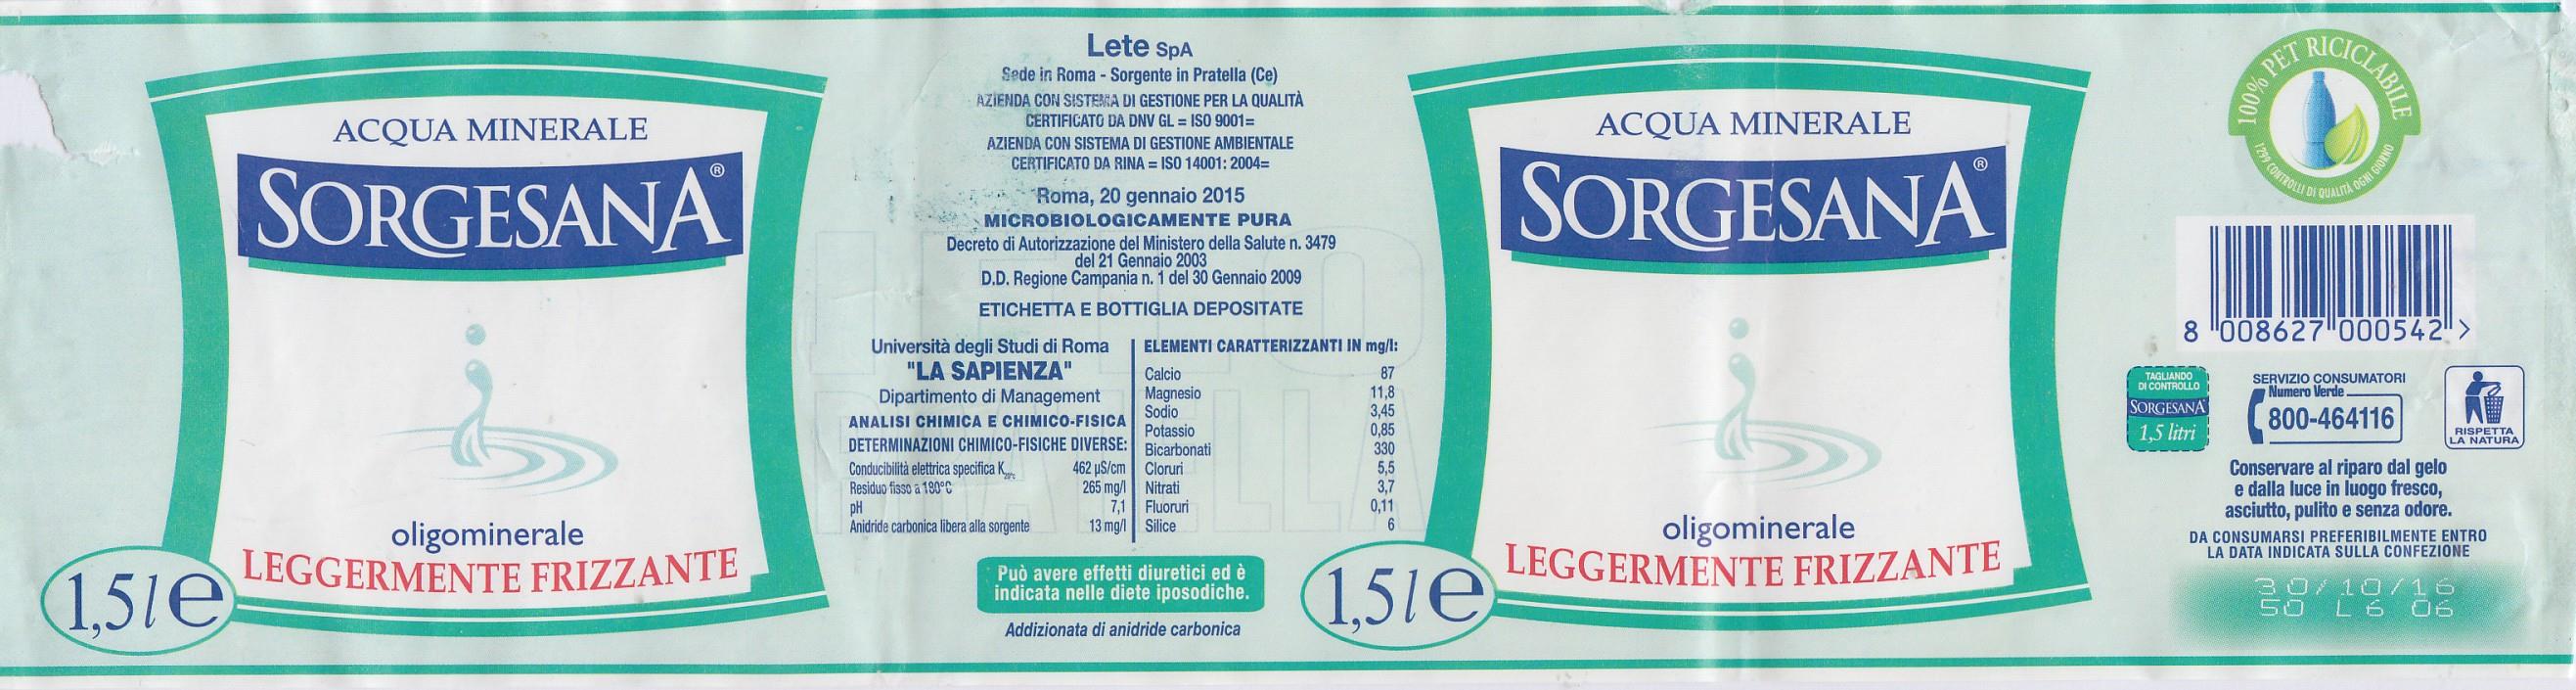 ACQUA MINERALE
SORGESANA®
oligominerale
LEGGERMENTE FRIZZANTE
1,5 l e
Lete SpA
Sede in Roma - Sorgente in Pratella (Ce)
AZIENDA CON SISTEMA DI GESTIONE PER LA QUALITÀ
CERTIFICATO DA DNV GL = ISO 9001=
AZIENDA CON SISTEMA DI GESTIONE AMBIENTALE
CERTIFICATO DA RINA = ISO 14001: 2004=
Roma, 20 gennaio 2015
MICROBIOLOGICAMENTE PURA
Decreto di Autorizzazione del Ministero della Salute n. 3479
del 21 Gennaio 2003
D.D. Regione Campania n. 1 del 30 Gennaio 2009
ETICHETTA E BOTTIGLIA DEPOSITATE
Università degli Studi di Roma
"LA SAPIENZA"
Dipartimento di Management
ANALISI CHIMICA E CHIMICO-FISICA
DETERMINAZIONI CHIMICO-FISICHE DIVERSE:
Conducibilità elettrica specifica K20°C 462 µS/cm
Residuo fisso a 180°C 265 mg/l
pH 7,1
Anidride carbonica libera alla sorgente 13 mg/l
ELEMENTI CARATTERIZZANTI IN mg/l:
Calcio 87
Magnesio 11,8
Sodio 3,45
Potassio 0,85
Bicarbonati 330
Cloruri 5,5
Nitrati 3,7
Fluoruri 0,11
Silice 6
Può avere effetti diuretici ed è
indicata nelle diete iposodiche.
Addizionata di anidride carbonica
ACQUA MINERALE
SORGESANA®
oligominerale
LEGGERMENTE FRIZZANTE
1,5 l e
100% PET RICICLABILE
1299 CONTROLLI DI QUALITÀ OGNI GIORNO
8 008627 000542 >
TAGLIANDO
DI CONTROLLO
SORGESANA
1,5 litri
SERVIZIO CONSUMATORI
Numero Verde
800-464116
RISPETTA
LA NATURA
Conservare al riparo dal gelo
e dalla luce in luogo fresco,
asciutto, pulito e senza odore.
DA CONSUMARSI PREFERIBILMENTE ENTRO
LA DATA INDICATA SULLA CONFEZIONE
30/10/16
50 L 6 06